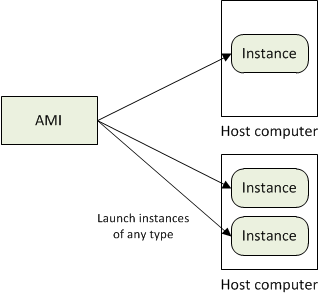 Instance
Host computer
AMI
Launch instances
of any type
Instance
Instance
Host computer